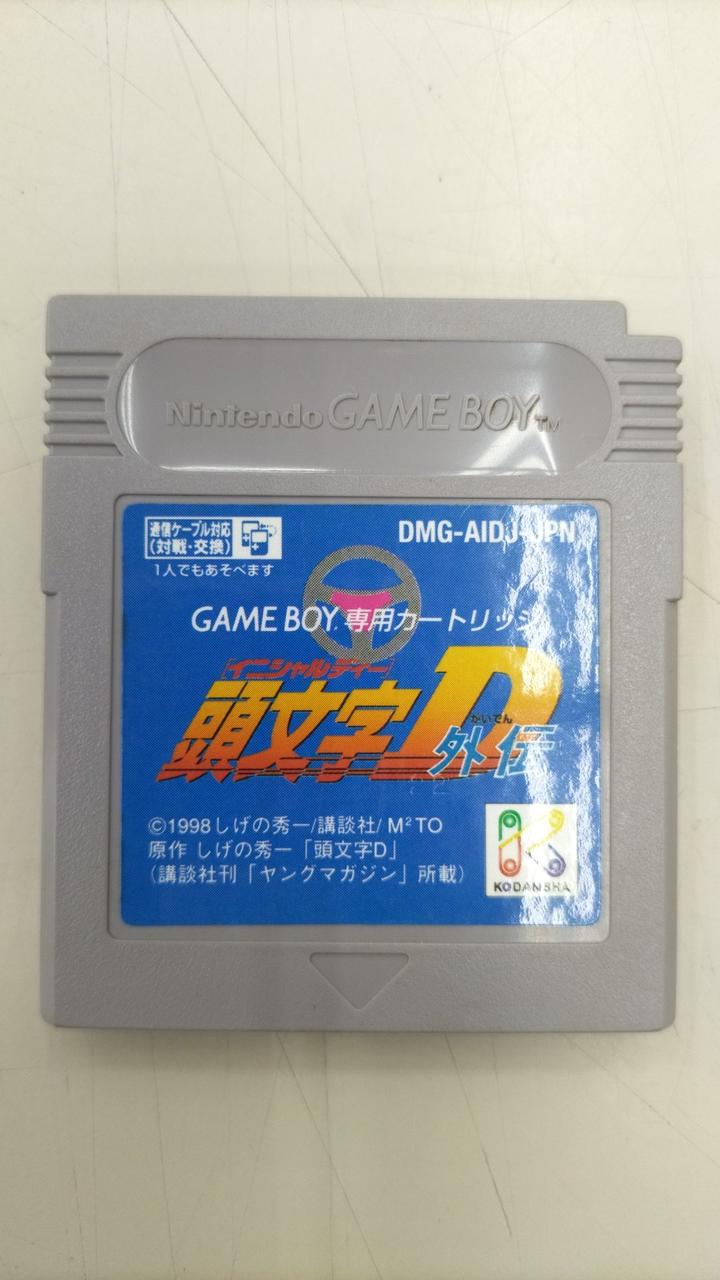 Nintendo GAME BOY TM
通信ケーブル対応
(対戦・交換)
1人でもあそべます
DMG-AIDJ-JPN
GAME BOY 専用カートリッジ
[イニシャルディー]
頭文字D
がいでん
外伝
©1998しげの秀一/講談社/ M²TO
原作 しげの秀一「頭文字D」
(講談社刊「ヤングマガジン」所載)
KODANSHA